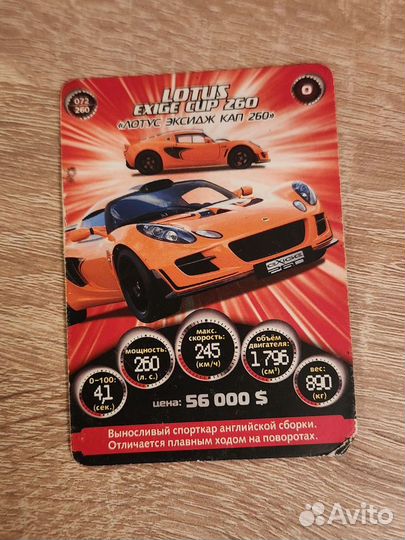 LOTUS
072
260
EXIGE CUP 260
«ЛОТУС ЭКСИДЖ КАП 260»
EXIGE
мощность:
260
(л. с.)
макс.
скорость:
245
(км/ч)
объём
двигателя:
1 796
(см³)
0–100:
4,1
(сек.)
вес:
890
(кг)
цена: 56 000 $
Выносливый спорткар английской сборки.
Отличается плавным ходом на поворотах.
Avito